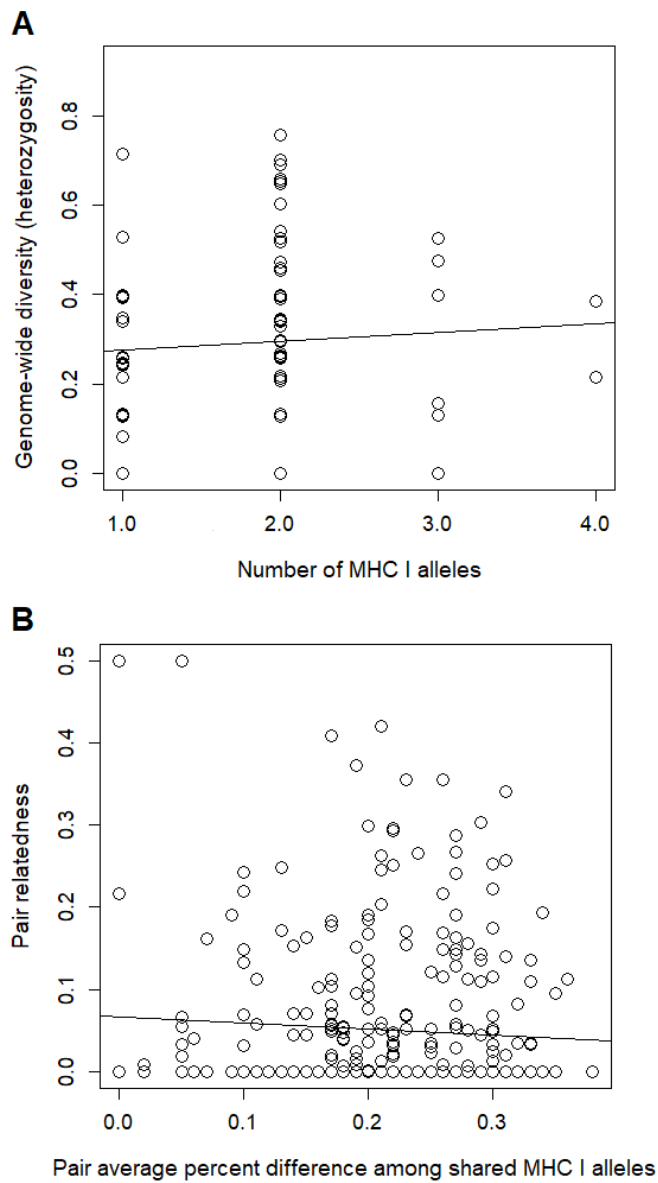 A
Genome-wide diversity (heterozygosity)
0.8
0.6
0.4
0.2
0.0
1.0 2.0 3.0 4.0
Number of MHC I alleles
B
Pair relatedness
0.5
0.4
0.3
0.2
0.1
0.0
0.0 0.1 0.2 0.3
Pair average percent difference among shared MHC I alleles